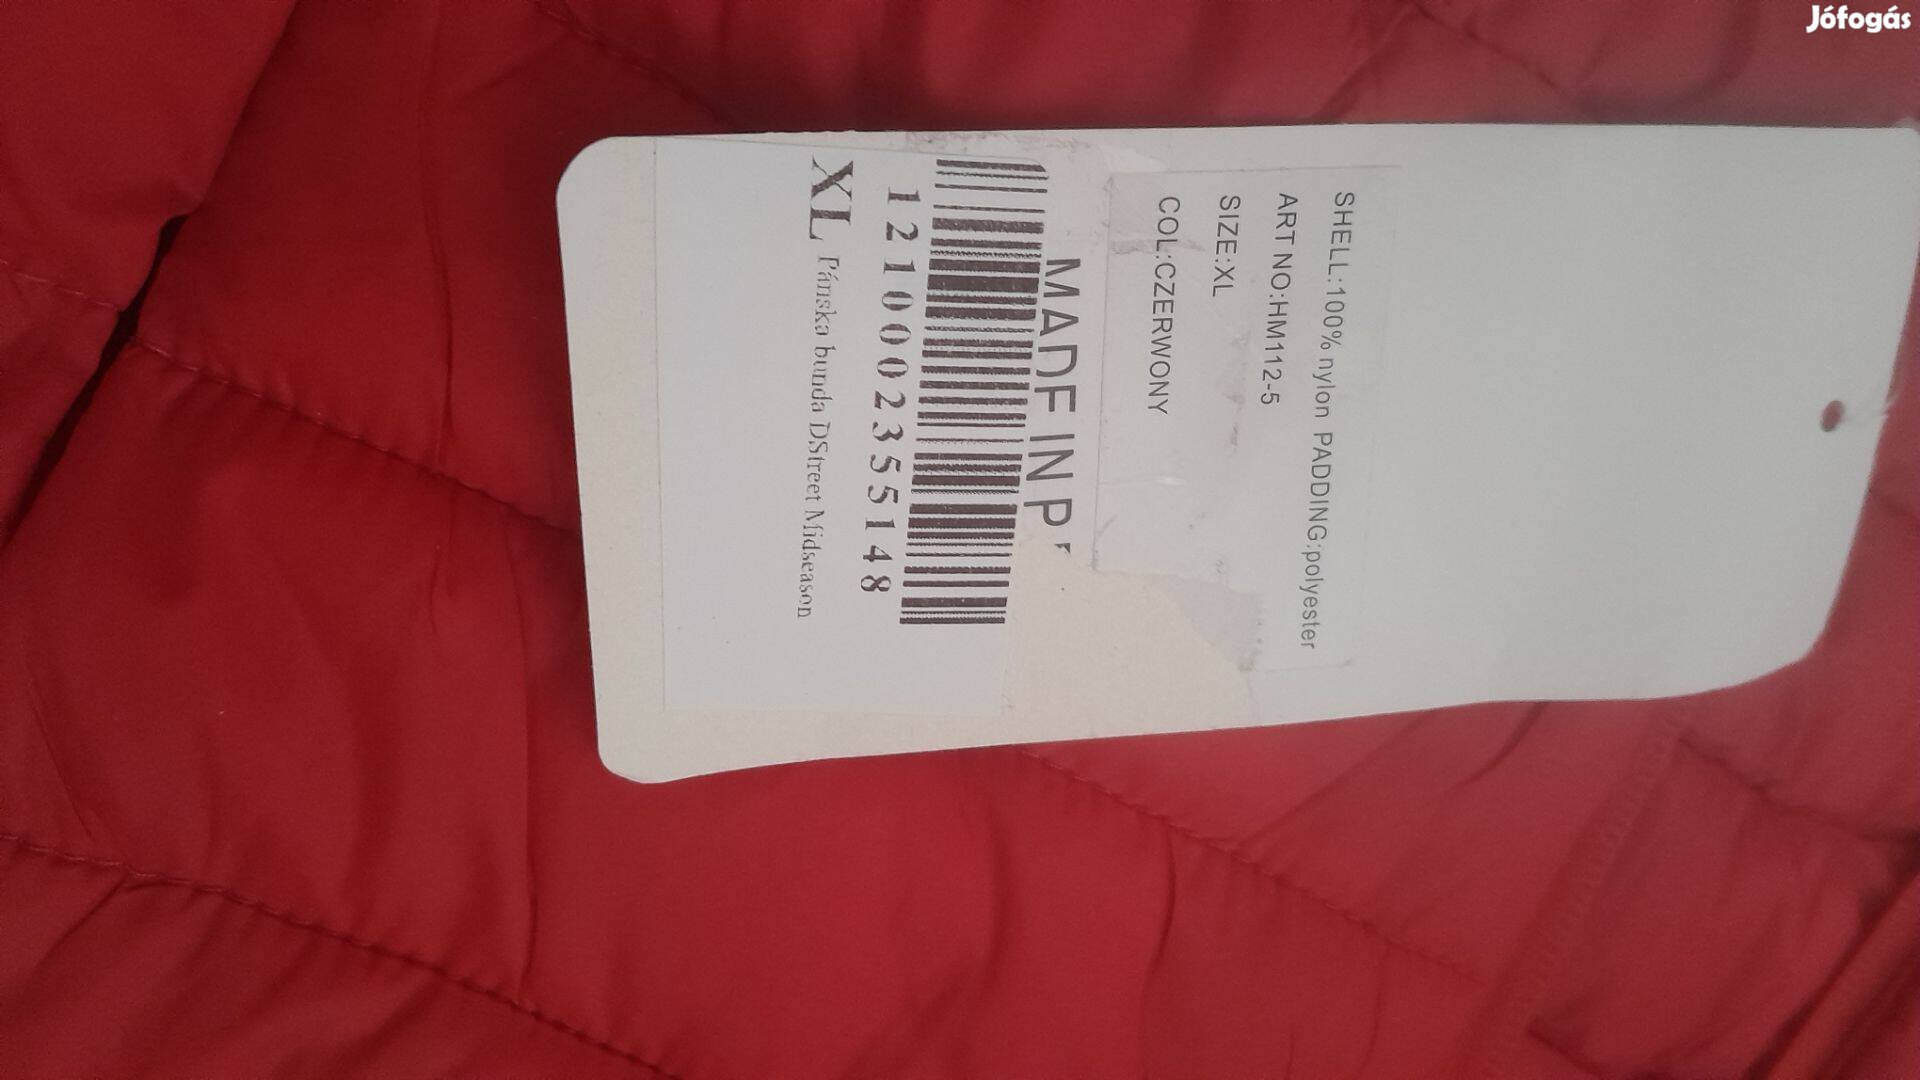 Jófogás
SHELL:100% nylon PADDING:polyester
ART NO:HM112-5
SIZE:XL
COL:CZERWONY
MADE IN
1210002355148
XL Pánska bunda DStreet Midseason